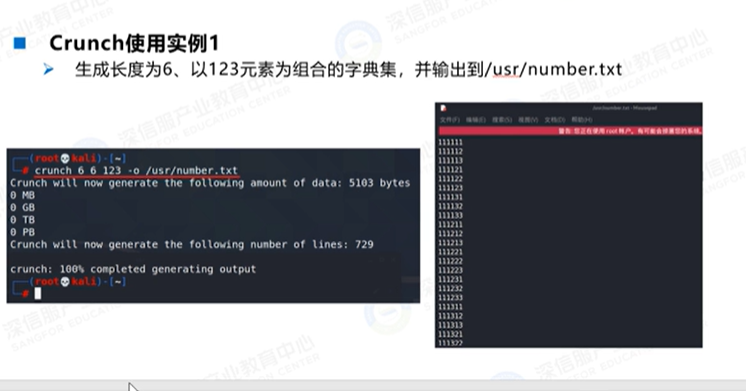 Crunch使用实例1
生成长度为6、以123元素为组合的字典集，并输出到/usr/number.txt
(root kali)-[~]
# crunch 6 6 123 -o /usr/number.txt
Crunch will now generate the following amount of data: 5103 bytes
0 MB
0 GB
0 TB
0 PB
Crunch will now generate the following number of lines: 729
crunch: 100% completed generating output
(root kali)-[~]
#
/usr/number.txt - Mousepad
文件(F) 编辑(E) 搜索(S) 视图(V) 文档(D) 帮助(H)
警告: 您正在使用 root 帐户。有可能会损害您的系统。
111111
111112
111113
111121
111122
111123
111131
111132
111133
111211
111212
111213
111221
111222
111223
111231
111232
111233
111311
111312
111313
111321
111322
深信服产业教育中心
SANGFOR EDUCATION CENTER